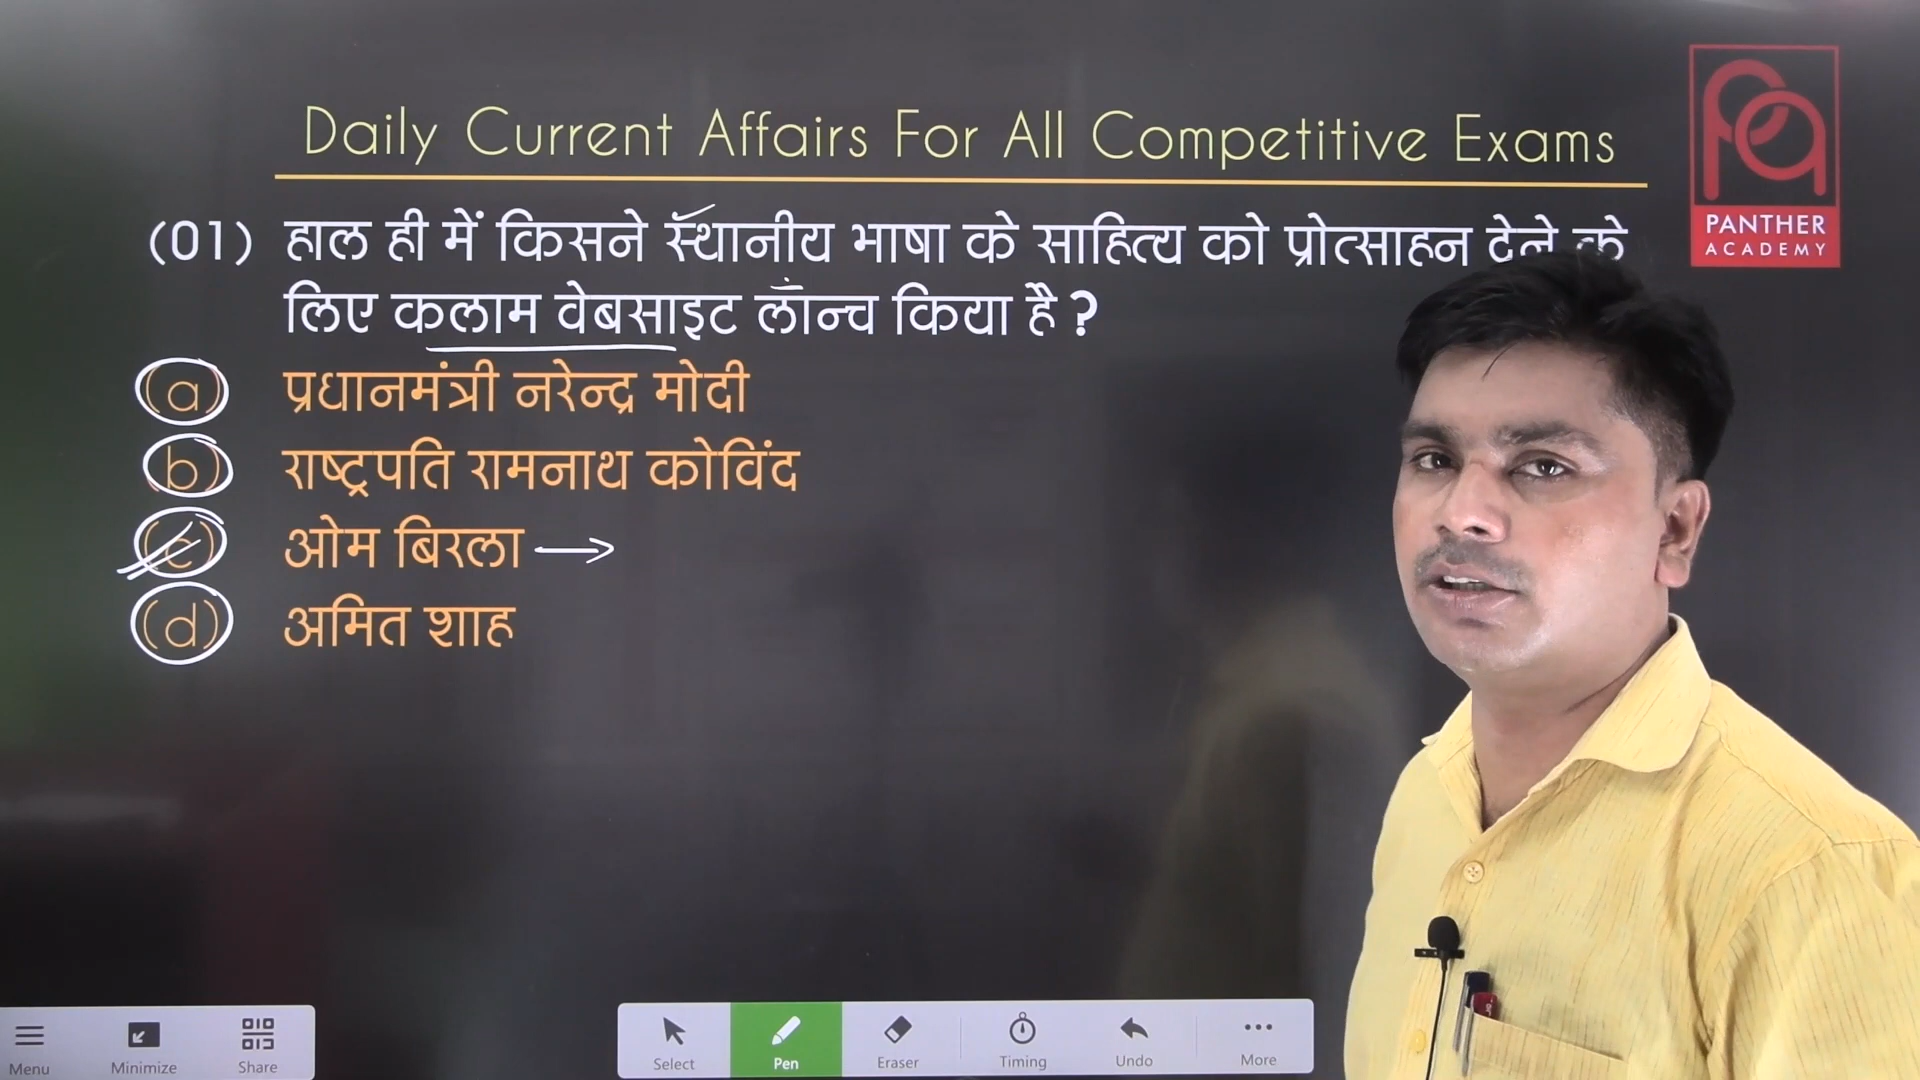 Daily Current Affairs For All Competitive Exams
PANTHER
ACADEMY
(01) हाल ही में किसने स्थानीय भाषा के साहित्य को प्रोत्साहन देने के
लिए कलाम वेबसाइट लॉन्च किया है ?
(a) प्रधानमंत्री नरेन्द्र मोदी
(b) राष्ट्रपति रामनाथ कोविंद
(c) ओम बिरला
(d) अमित शाह
Menu Minimize Share Select Pen Eraser Timing Undo More